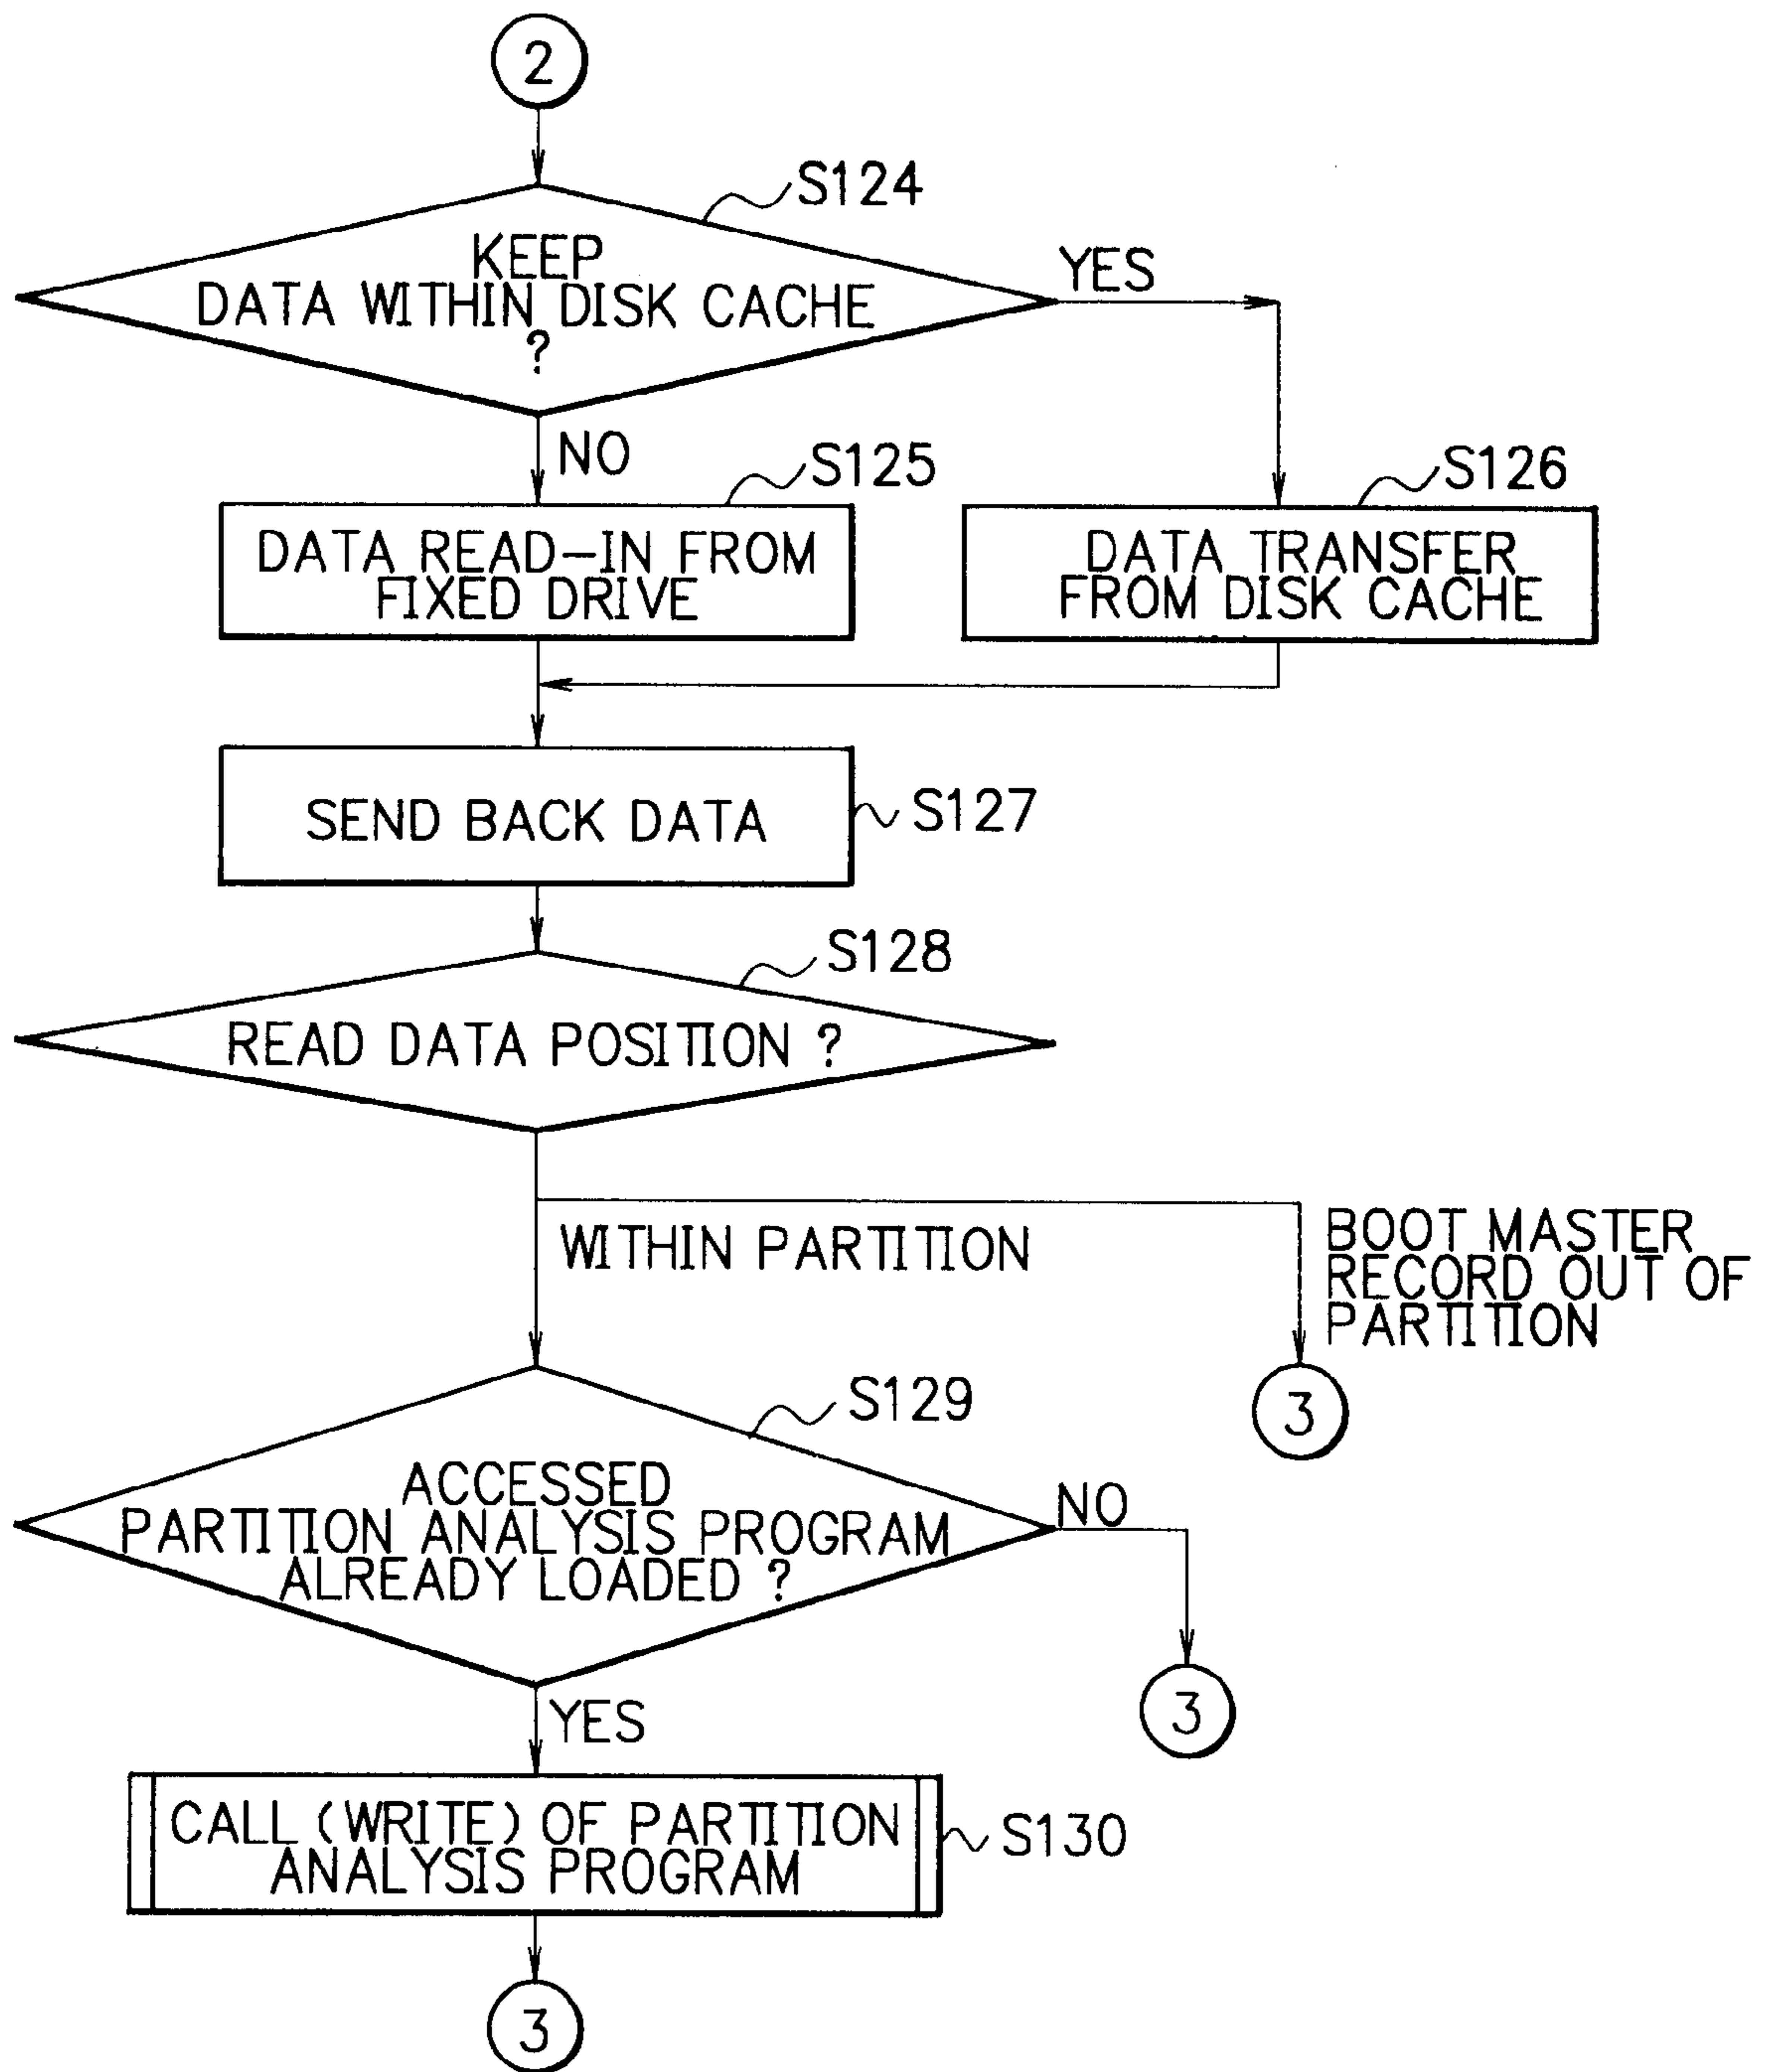 2
S124
KEEP
DATA WITHIN DISK CACHE
?
YES
NO
S125
S126
DATA READ-IN FROM
FIXED DRIVE
DATA TRANSFER
FROM DISK CACHE
SEND BACK DATA
S127
S128
READ DATA POSITION ?
WITHIN PARTITION
BOOT MASTER
RECORD OUT OF
PARTITION
3
S129
ACCESSED
PARTITION ANALYSIS PROGRAM
ALREADY LOADED ?
NO
3
YES
CALL (WRITE) OF PARTITION
ANALYSIS PROGRAM
S130
3